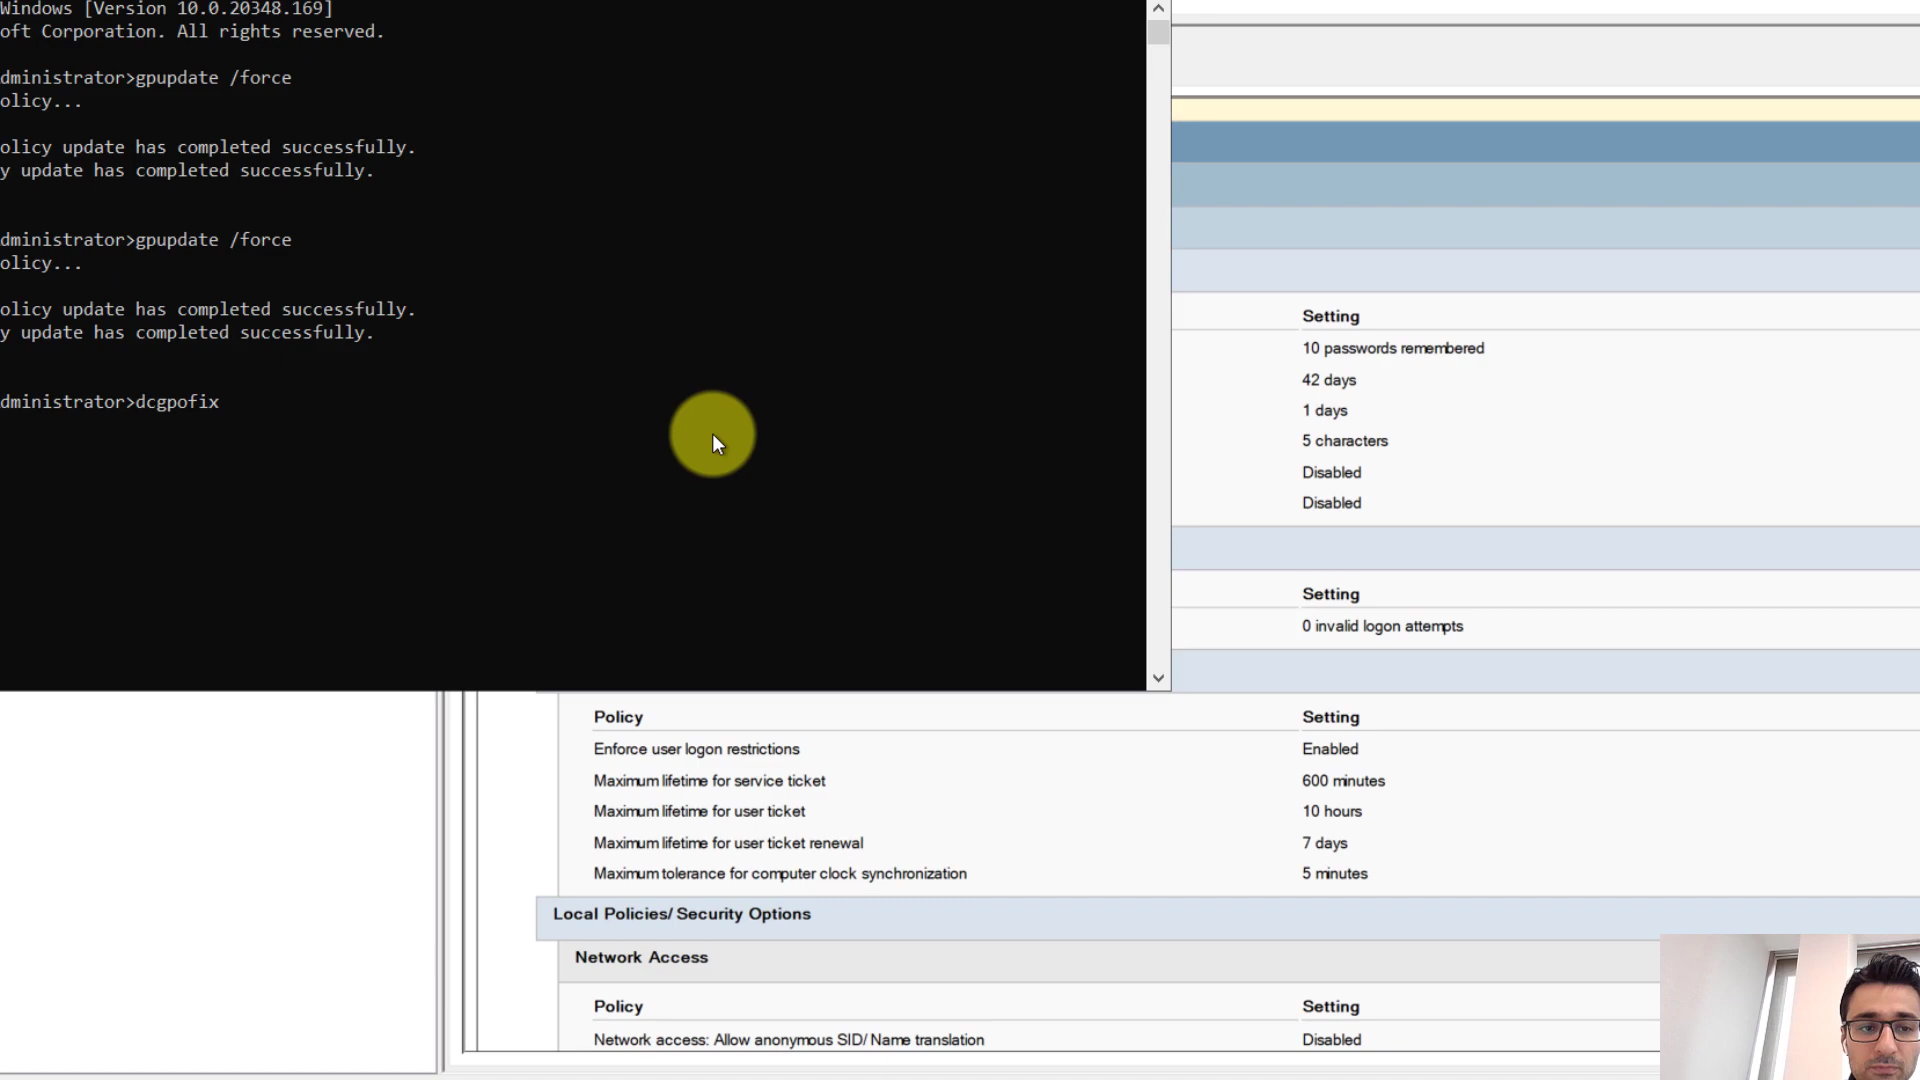 Windows [Version 10.0.20348.169]
oft Corporation. All rights reserved.
dministrator>gpupdate /force
olicy...
olicy update has completed successfully.
y update has completed successfully.
dministrator>gpupdate /force
olicy...
olicy update has completed successfully.
y update has completed successfully.
dministrator>dcgpofix
Setting
10 passwords remembered
42 days
1 days
5 characters
Disabled
Disabled
Setting
0 invalid logon attempts
Policy Setting
Enforce user logon restrictions Enabled
Maximum lifetime for service ticket 600 minutes
Maximum lifetime for user ticket 10 hours
Maximum lifetime for user ticket renewal 7 days
Maximum tolerance for computer clock synchronization 5 minutes
Local Policies/Security Options
Network Access
Policy Setting
Network access: Allow anonymous SID/Name translation Disabled